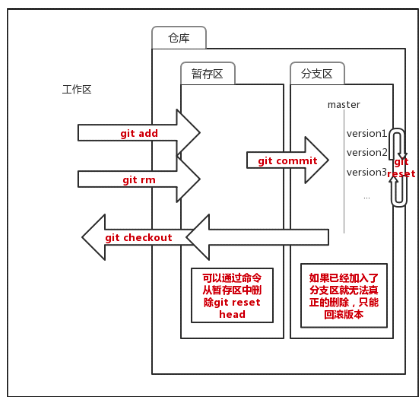 仓库
暂存区
分支区
工作区
master
git add
version1
version2
git commit
version3
git
reset
git rm
...
git checkout
可以通过命令
从暂存区中删
除git reset
head
如果已经加入了
分支区就无法真
正的删除，只能
回滚版本